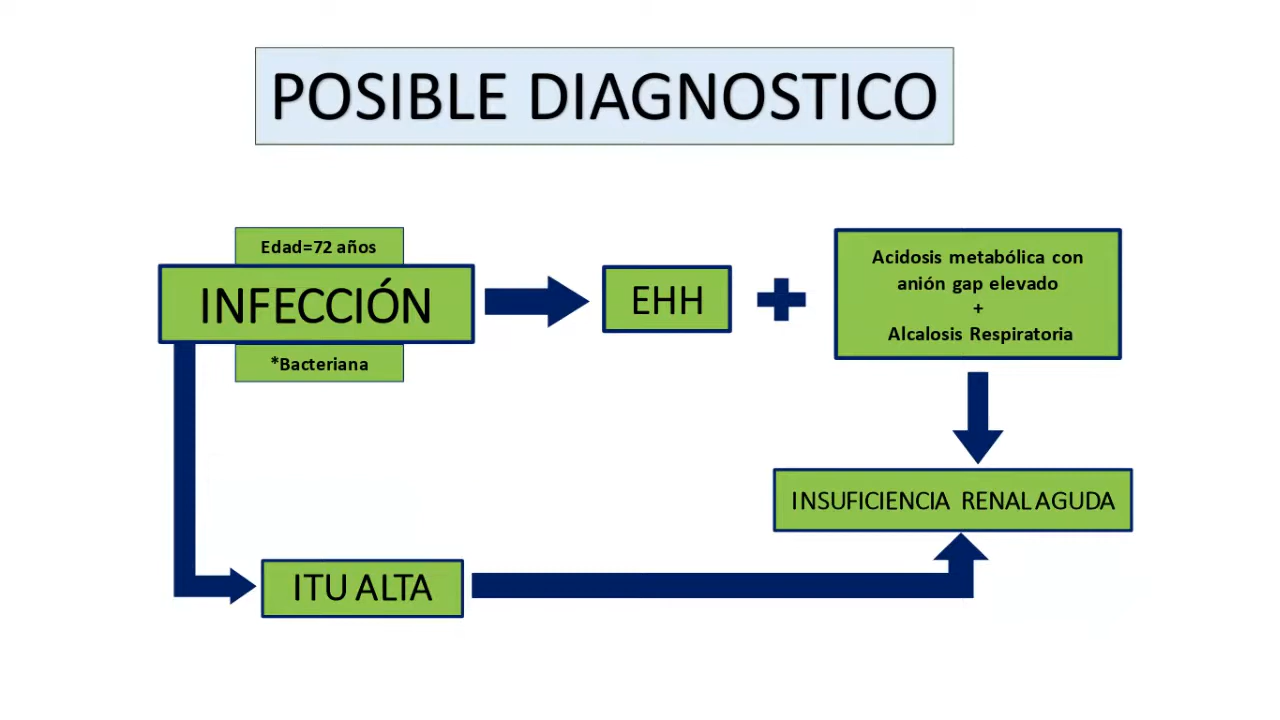 POSIBLE DIAGNOSTICO
Edad=72 años
INFECCIÓN
*Bacteriana
EHH
Acidosis metabólica con
anión gap elevado
+
Alcalosis Respiratoria
INSUFICIENCIA RENAL AGUDA
ITU ALTA